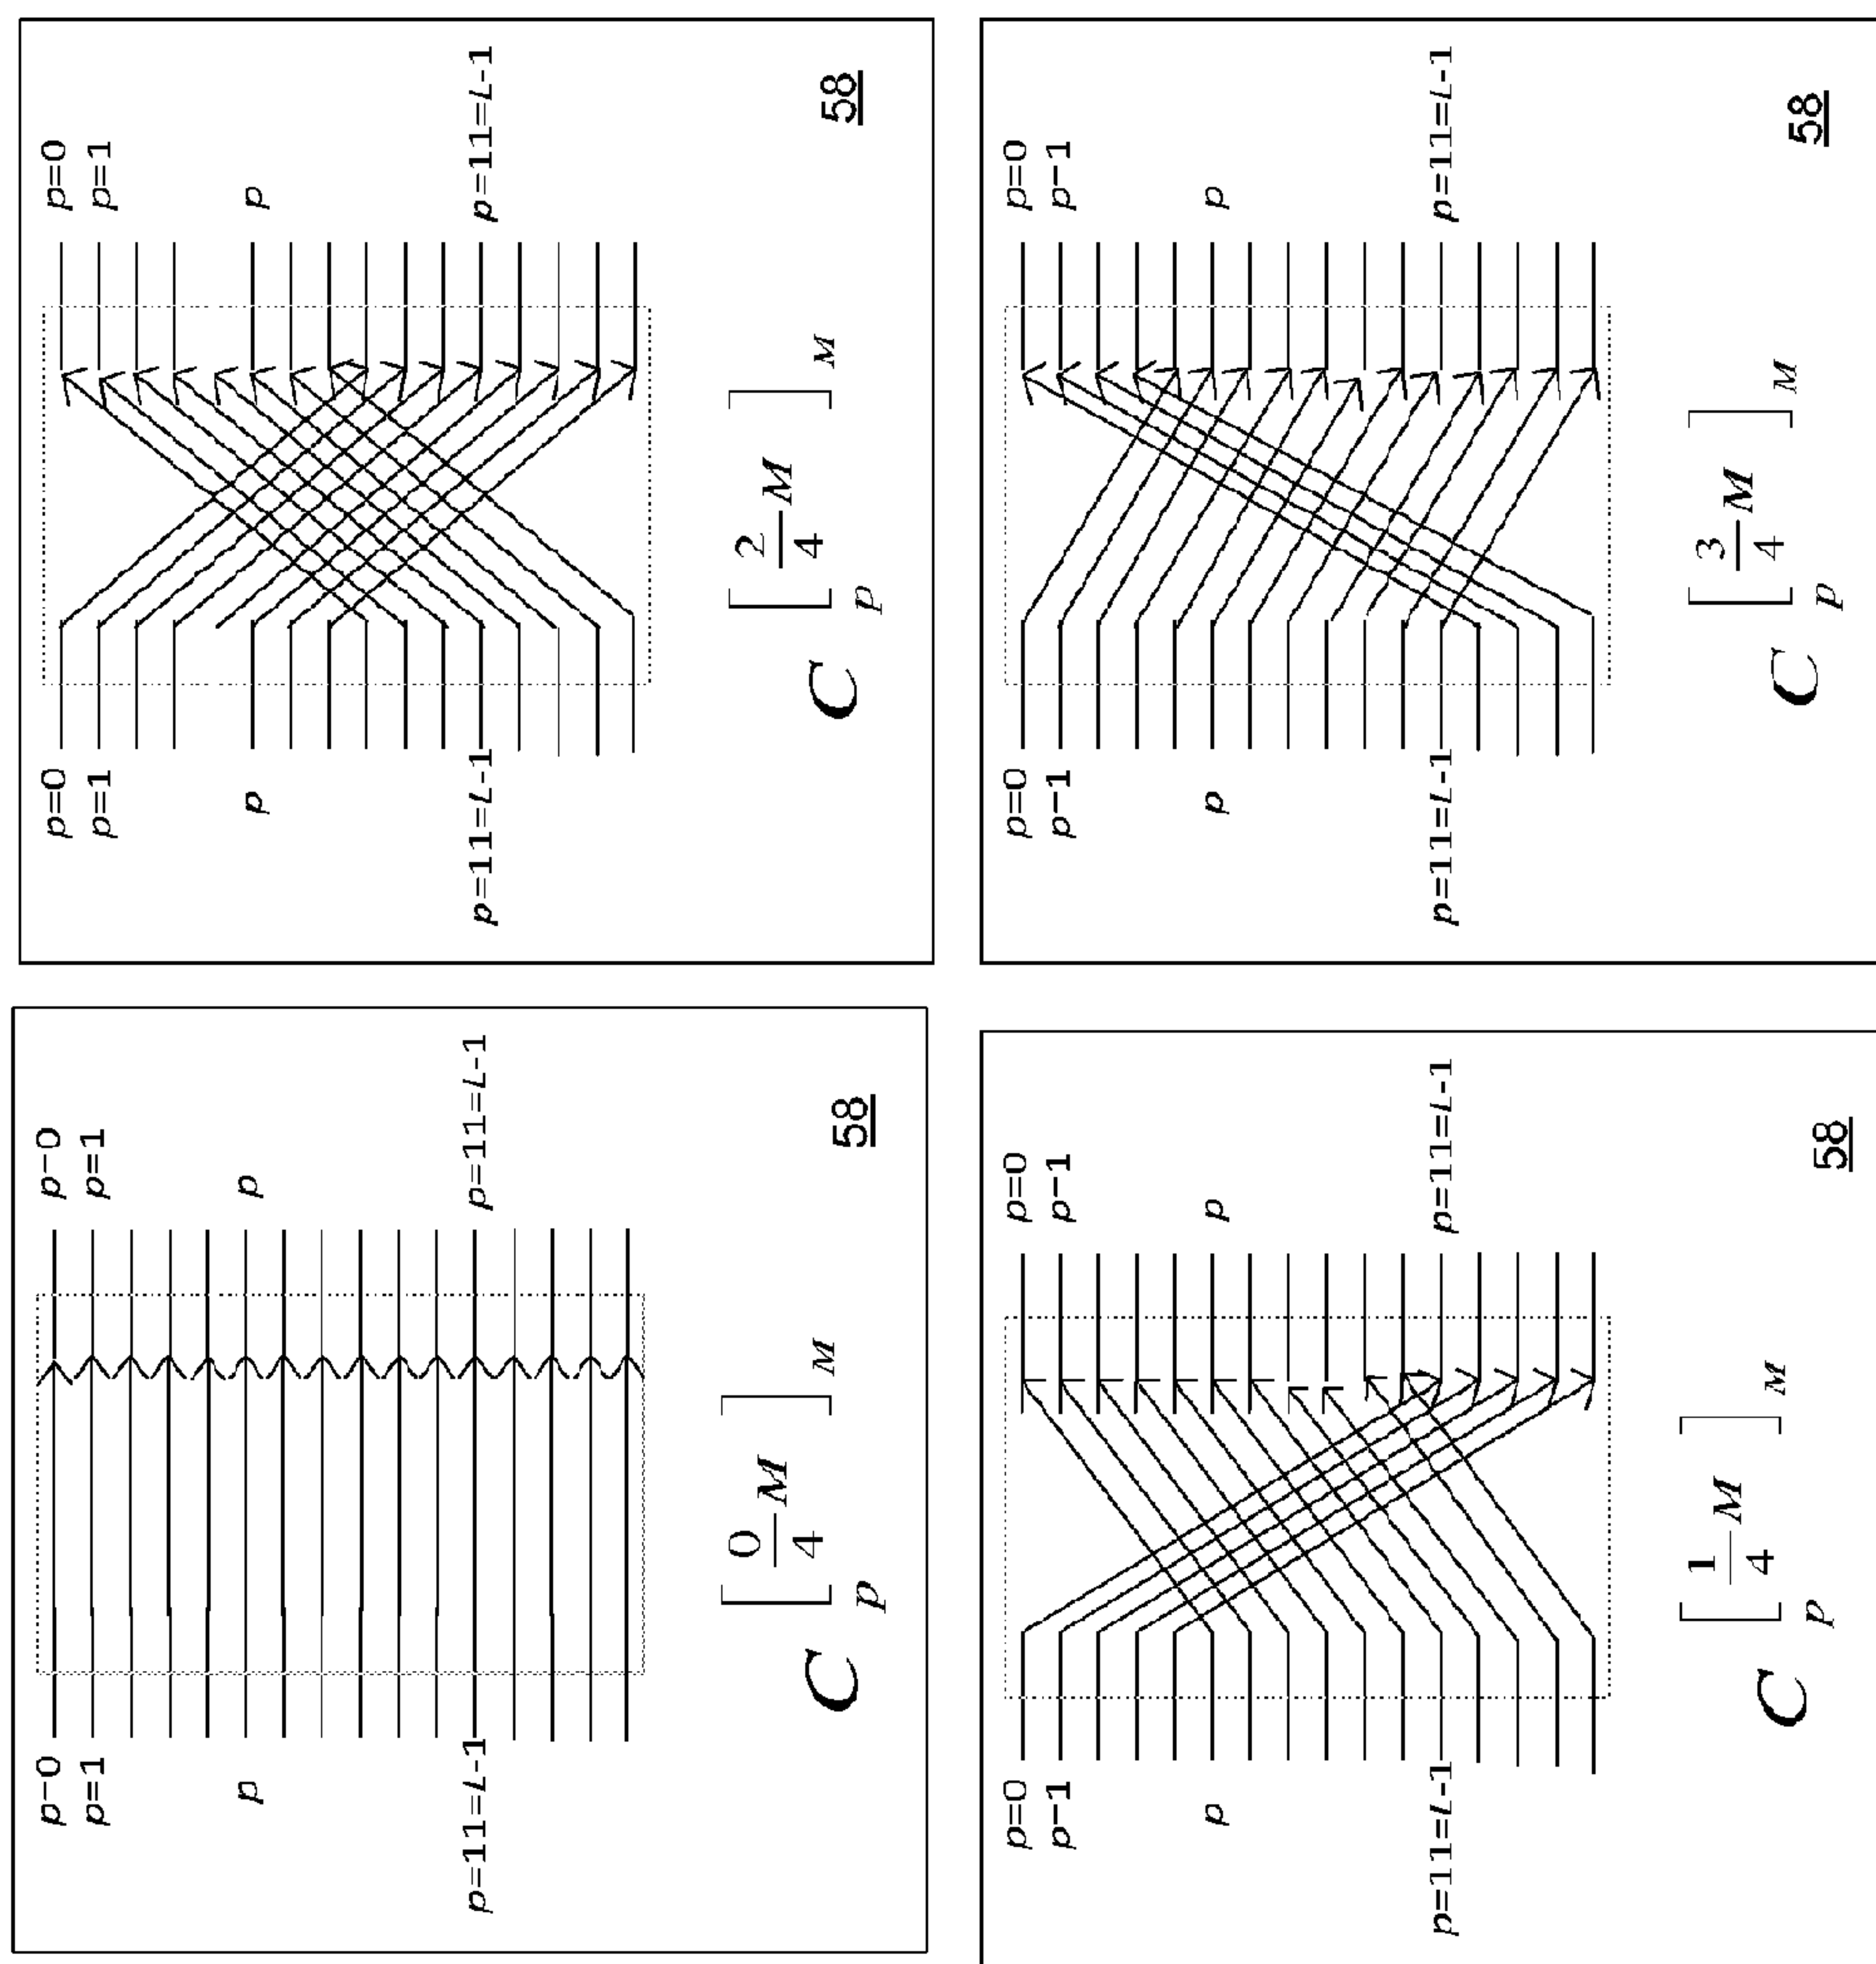 p-0 p-0
p=1 p=1
p p
p=11=L-1 p=11=L-1
C p [ 0/4 M ] M
58
p=0 p=0
p=1 p=1
p p
p=11=L-1 p=11=L-1
C p [ 2/4 M ] M
58
p=0 p=0
p-1 p-1
p p
p=11=L-1 p=11=L-1
C p [ 1/4 M ] M
58
p=0 p=0
p-1 p-1
p p
p=11=L-1 p=11=L-1
C p [ 3/4 M ] M
58